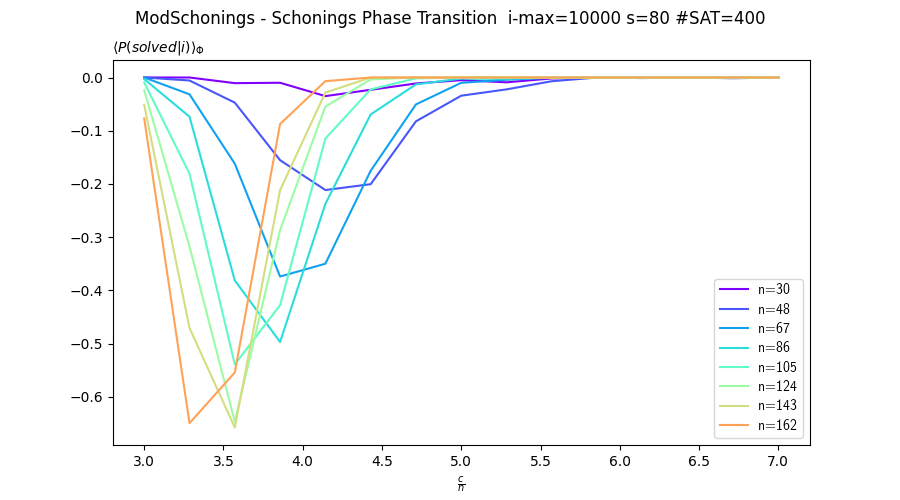 ModSchonings - Schonings Phase Transition i-max=10000 s=80 #SAT=400
⟨P(solved|i)⟩Φ
0.0
−0.1
−0.2
−0.3
−0.4
−0.5
−0.6
n=30
n=48
n=67
n=86
n=105
n=124
n=143
n=162
3.0 3.5 4.0 4.5 5.0 5.5 6.0 6.5 7.0
c
n